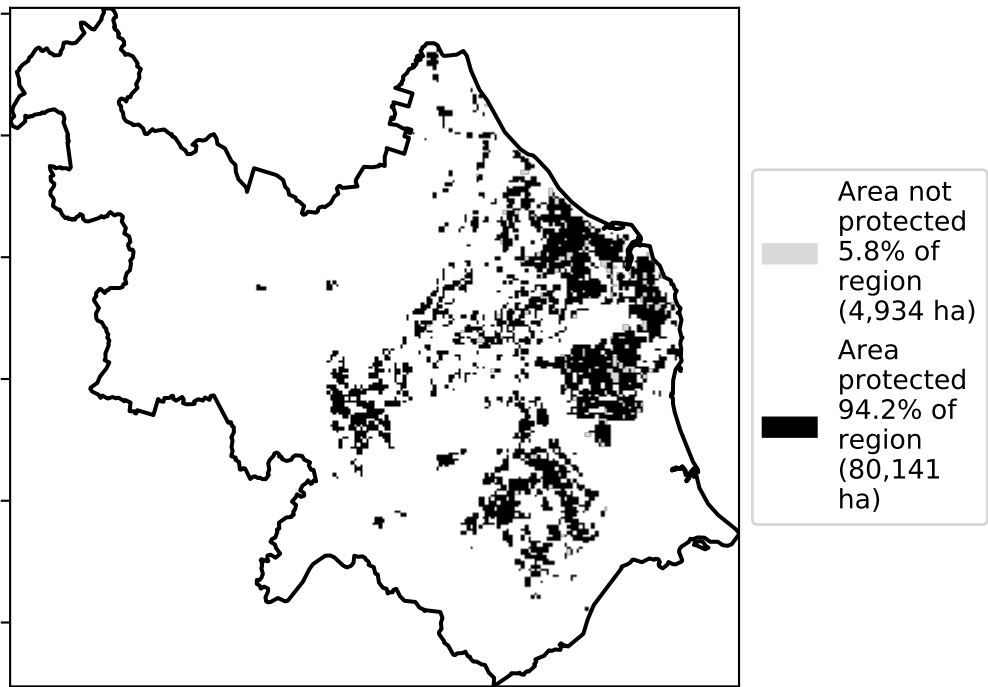 Area not
protected
5.8% of
region
(4,934 ha)
Area
protected
94.2% of
region
(80,141
ha)